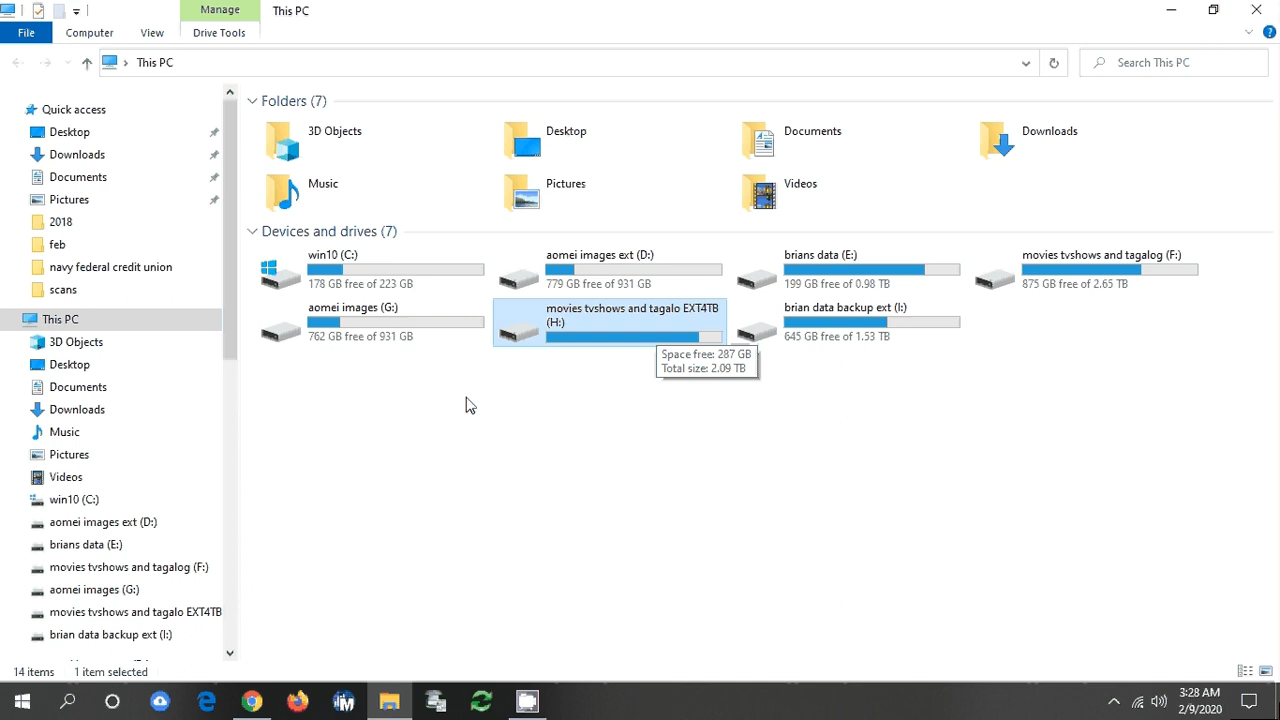 Manage
This PC
File
Computer
View
Drive Tools
This PC
Search This PC
Quick access
Desktop
Downloads
Documents
Pictures
2018
feb
navy federal credit union
scans
This PC
3D Objects
Desktop
Downloads
Documents
Music
Pictures
Videos
win10 (C:)
aomei images ext (D:)
brians data (E:)
movies tvshows and tagalog (F:)
aomei images (G:)
movies tvshows and tagalo EXT4TB
brian data backup ext (I:)
Folders (7)
3D Objects
Desktop
Documents
Downloads
Music
Pictures
Videos
Devices and drives (7)
win10 (C:)
178 GB free of 223 GB
aomei images ext (D:)
779 GB free of 931 GB
brians data (E:)
199 GB free of 0.98 TB
movies tvshows and tagalog (F:)
875 GB free of 2.65 TB
aomei images (G:)
762 GB free of 931 GB
movies tvshows and tagalo EXT4TB
(H:)
brian data backup ext (I:)
645 GB free of 1.53 TB
Space free: 287 GB
Total size: 2.09 TB
14 items
1 item selected
3:28 AM
2/9/2020